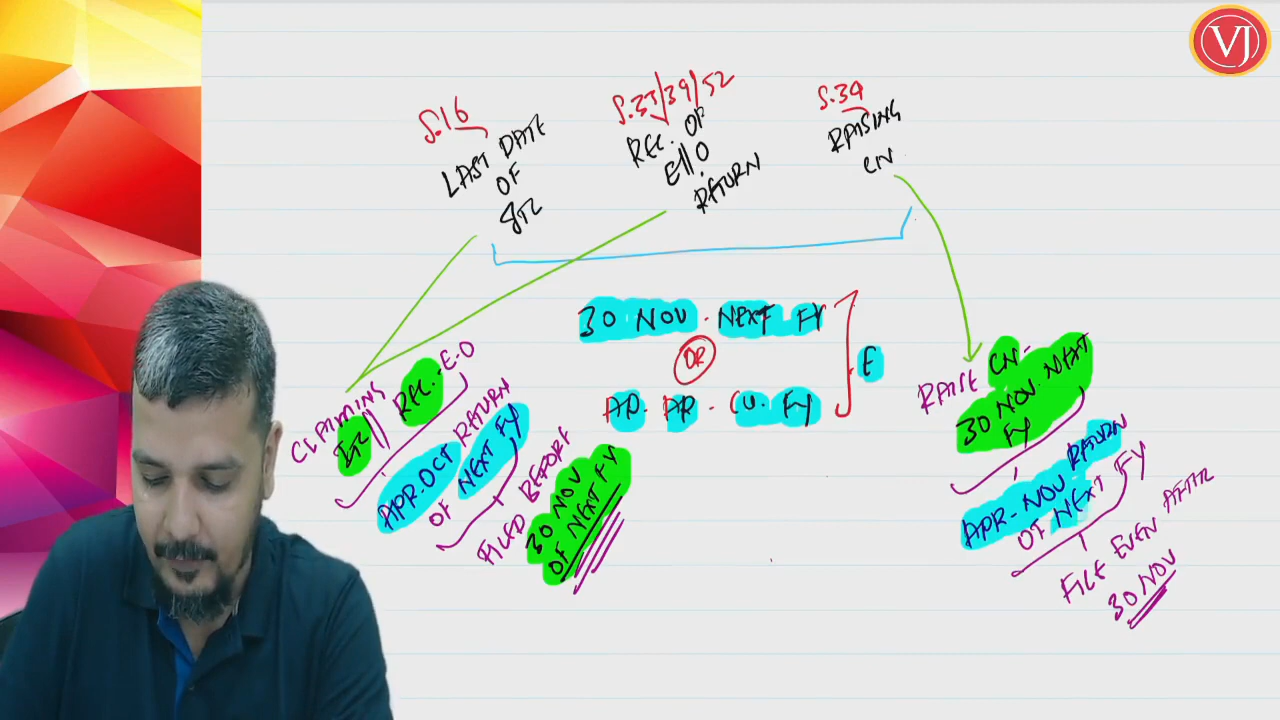 VJ
S.16
LAST DATE
OF
ITC
S.37/39/52
REC. OF
E||O
RETURN
S.34
RAISING
CN
30 NOV. NEXT FY
OR
AD. AR. CU. FY
E
CLAIMING
ITC || REC. E.O
APR-OCT RETURN
OF NEXT FY
FILED BEFORE
30 NOV
OF NEXT FY
RAISE CN-
30 NOV. NEXT
FY
APR-NOV RETURN
OF NEXT FY
FILE EVEN AFTER
30 NOV